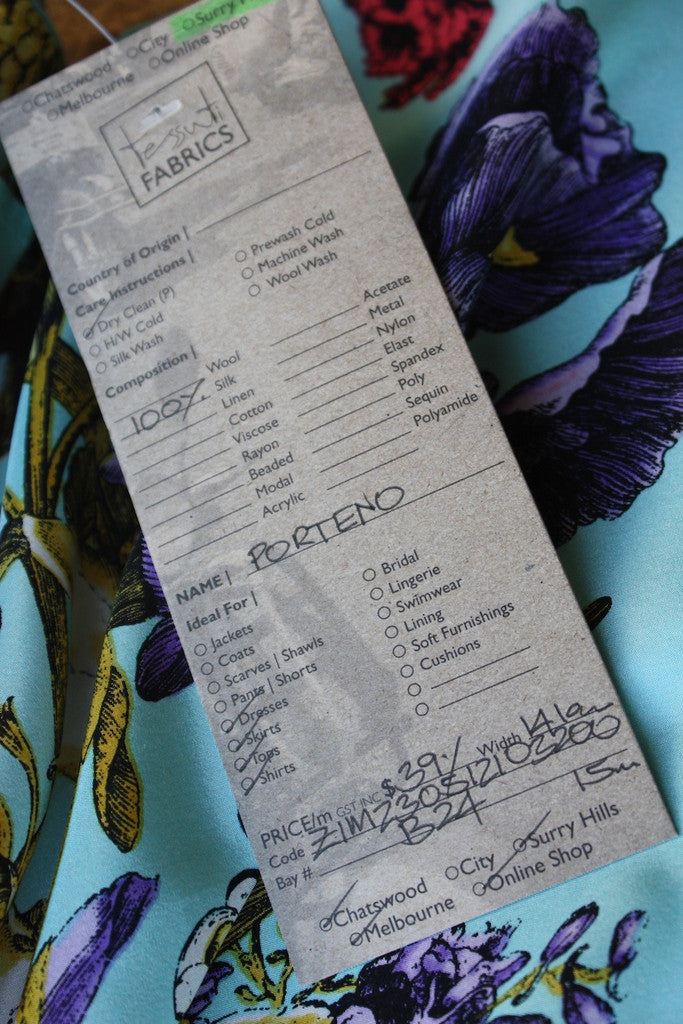 Chatswood City Surry
Melbourne Online Shop
tessuti
FABRICS
Country of Origin |
Care Instructions |
Dry Clean (P) Prewash Cold
H/W Cold Machine Wash
Silk Wash Wool Wash
Composition |
Wool Acetate
100% Silk Metal
Linen Nylon
Cotton Elast
Viscose Spandex
Rayon Poly
Beaded Sequin
Modal Polyamide
Acrylic
NAME | PORTENO
Ideal For |
Jackets Bridal
Coats Lingerie
Scarves | Shawls Swimwear
Pants | Shorts Lining
Dresses Soft Furnishings
Skirts Cushions
Tops
Shirts
PRICE/m GST INC $39/ Width 141cm
Code
Bay # B24 15m
Chatswood City Surry Hills
Melbourne Online Shop